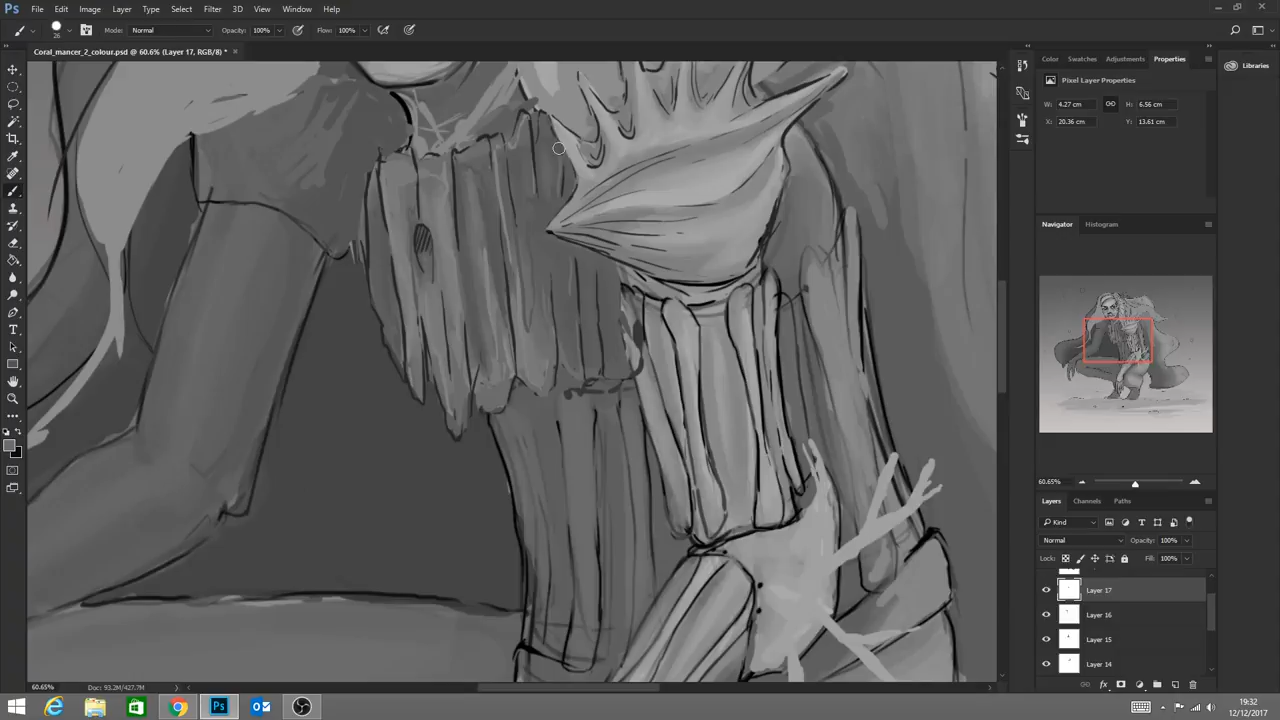 Ps File Edit Image Layer Type Select Filter 3D View Window Help
26 Mode: Normal Opacity: 100% Flow: 100%
Coral_mancer_2_colour.psd @ 60.6% (Layer 17, RGB/8) * ×
Color Swatches Adjustments Properties
Libraries
Pixel Layer Properties
W: 4.27 cm H: 6.56 cm
X: 20.36 cm Y: 13.61 cm
Navigator Histogram
60.65%
Layers Channels Paths
Kind
Normal Opacity: 100%
Lock: Fill: 100%
Layer 17
Layer 16
Layer 15
Layer 14
60.65% Doc: 93.2M/427.7M
19:32
12/12/2017